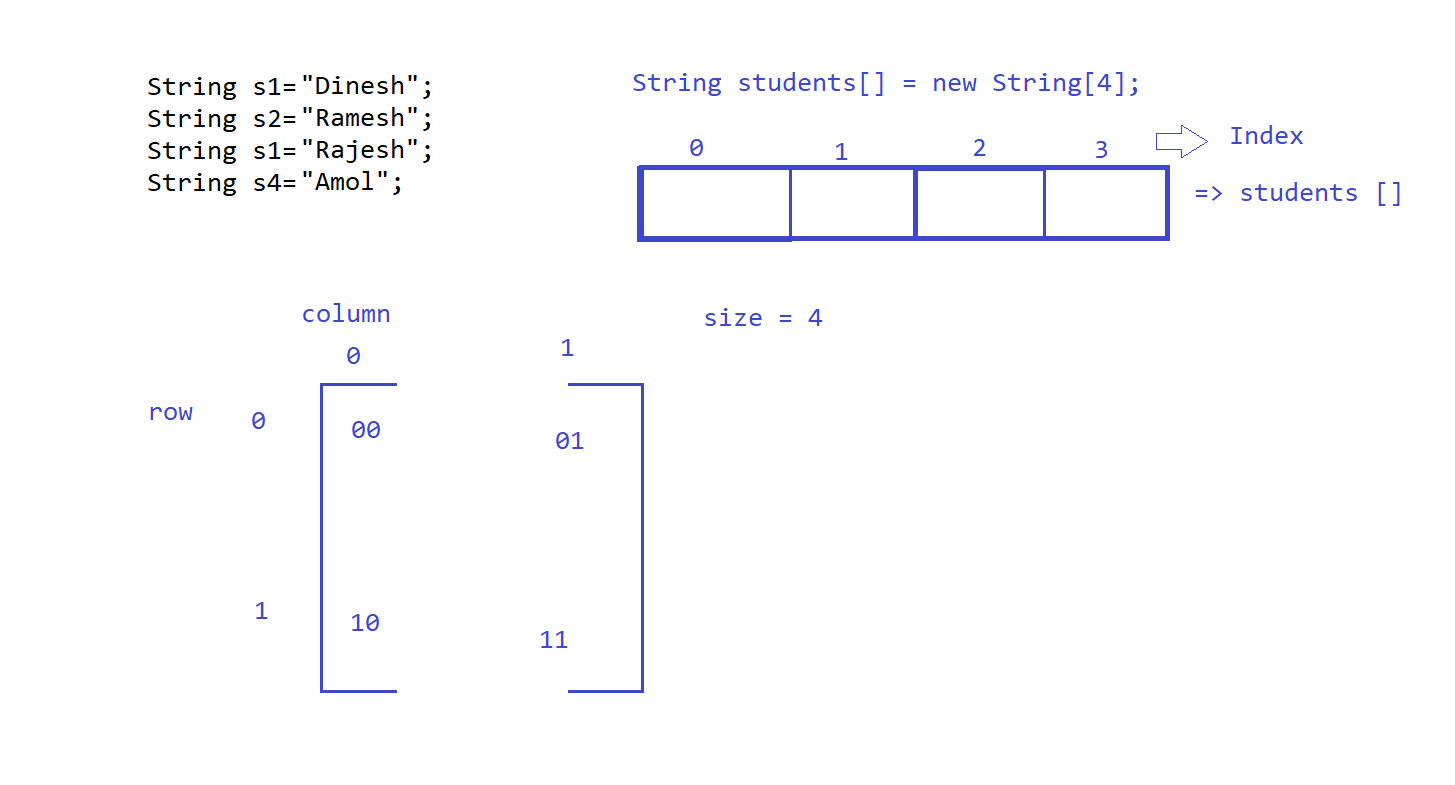 String s1="Dinesh";
String s2="Ramesh";
String s1="Rajesh";
String s4="Amol";
String students[] = new String[4];
0 1 2 3 Index
=> students []
size = 4
column
0 1
row 0 00 01
1 10 11